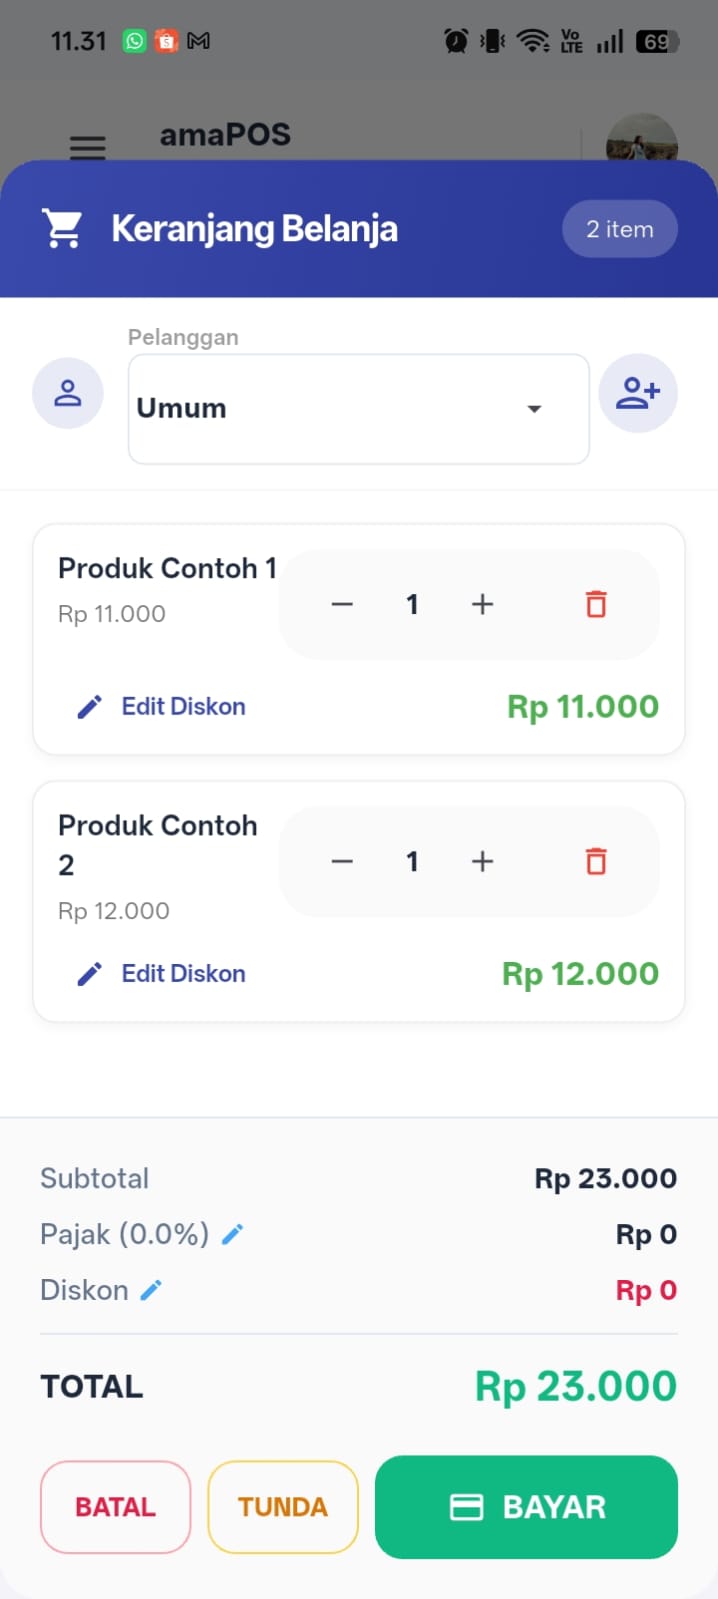 11.31
Vo
LTE
69
amaPOS
Keranjang Belanja
2 item
Pelanggan
Umum
Produk Contoh 1
Rp 11.000
1
Edit Diskon
Rp 11.000
Produk Contoh
2
Rp 12.000
1
Edit Diskon
Rp 12.000
Subtotal
Rp 23.000
Pajak (0.0%)
Rp 0
Diskon
Rp 0
TOTAL
Rp 23.000
BATAL
TUNDA
BAYAR